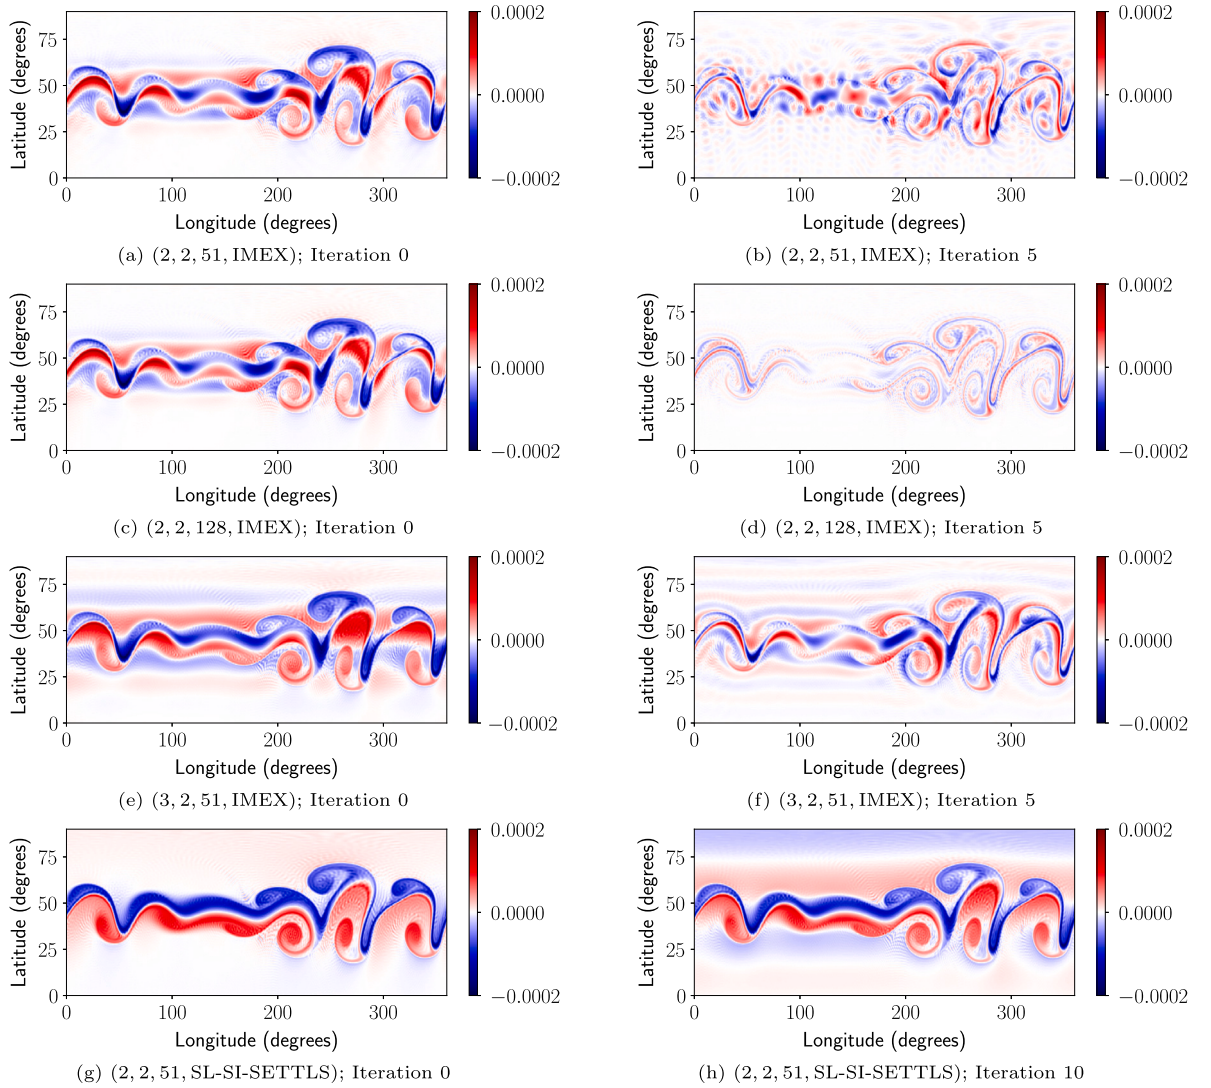 Latitude (degrees)
75
50
25
0
0 100 200 300
Longitude (degrees)
0.0002
0.0000
−0.0002
(a) (2, 2, 51, IMEX); Iteration 0
Latitude (degrees)
75
50
25
0
0 100 200 300
Longitude (degrees)
0.0002
0.0000
−0.0002
(b) (2, 2, 51, IMEX); Iteration 5
Latitude (degrees)
75
50
25
0
0 100 200 300
Longitude (degrees)
0.0002
0.0000
−0.0002
(c) (2, 2, 128, IMEX); Iteration 0
Latitude (degrees)
75
50
25
0
0 100 200 300
Longitude (degrees)
0.0002
0.0000
−0.0002
(d) (2, 2, 128, IMEX); Iteration 5
Latitude (degrees)
75
50
25
0
0 100 200 300
Longitude (degrees)
0.0002
0.0000
−0.0002
(e) (3, 2, 51, IMEX); Iteration 0
Latitude (degrees)
75
50
25
0
0 100 200 300
Longitude (degrees)
0.0002
0.0000
−0.0002
(f) (3, 2, 51, IMEX); Iteration 5
Latitude (degrees)
75
50
25
0
0 100 200 300
Longitude (degrees)
0.0002
0.0000
−0.0002
(g) (2, 2, 51, SL-SI-SETTLS); Iteration 0
Latitude (degrees)
75
50
25
0
0 100 200 300
Longitude (degrees)
0.0002
0.0000
−0.0002
(h) (2, 2, 51, SL-SI-SETTLS); Iteration 10